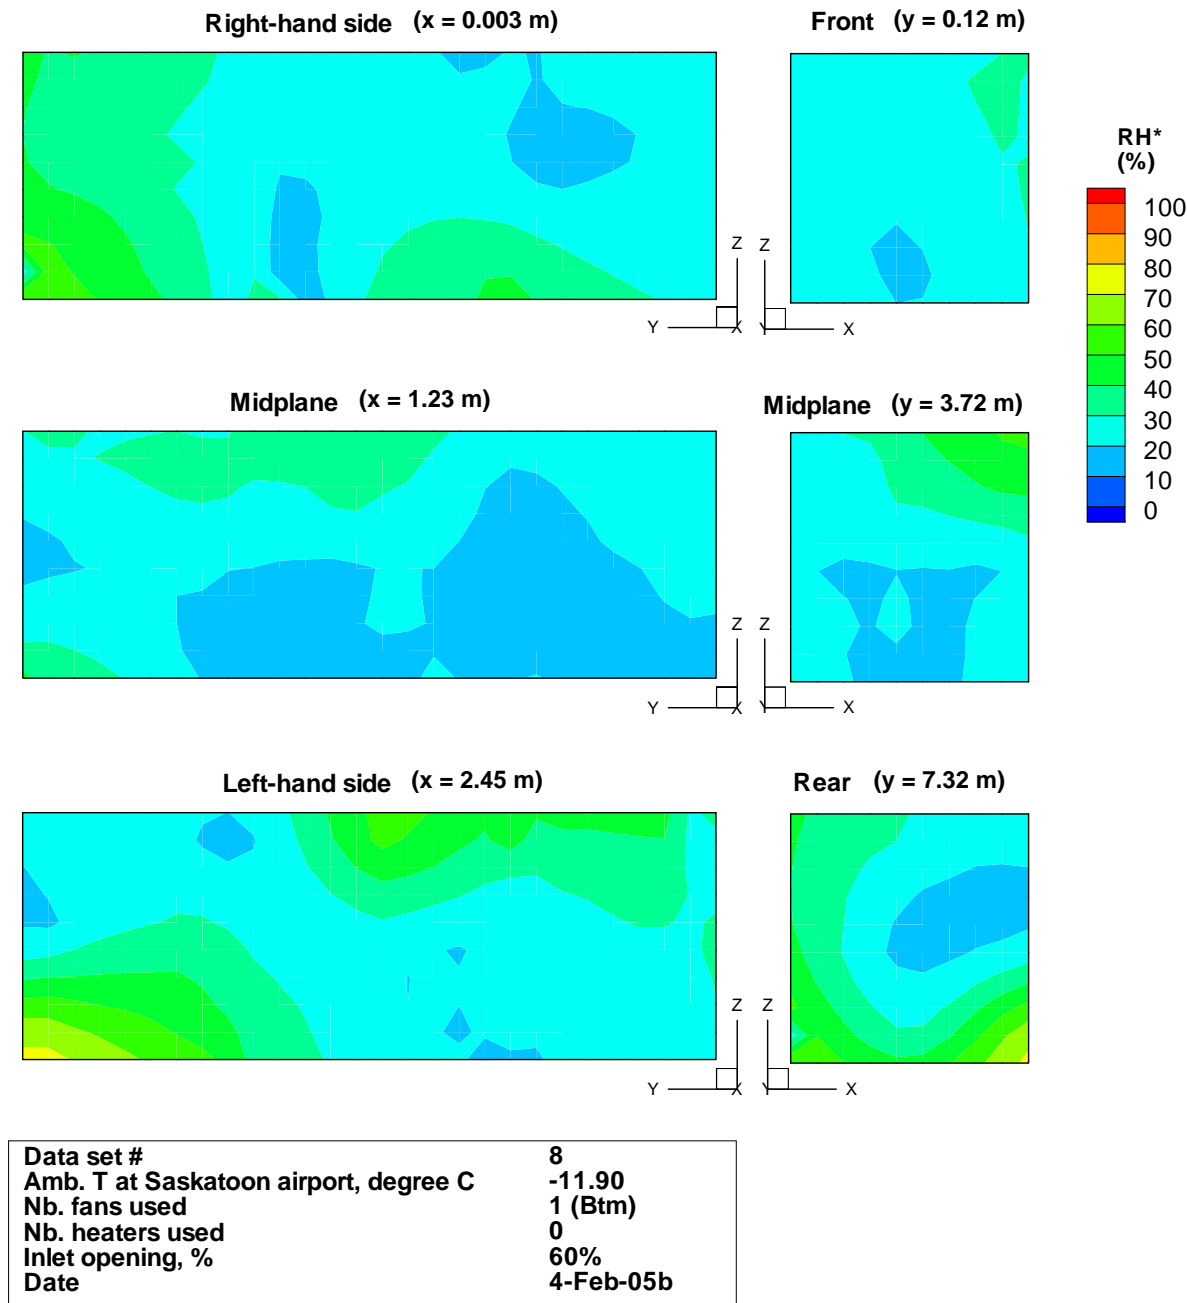 Right-hand side (x = 0.003 m)
Front (y = 0.12 m)
RH*
(%)
100
90
80
70
60
50
40
30
20
10
0
Z Z
Y X Y X
Midplane (x = 1.23 m)
Midplane (y = 3.72 m)
Z Z
Y X Y X
Left-hand side (x = 2.45 m)
Rear (y = 7.32 m)
Z Z
Y X Y X
Data set # 8
Amb. T at Saskatoon airport, degree C -11.90
Nb. fans used 1 (Btm)
Nb. heaters used 0
Inlet opening, % 60%
Date 4-Feb-05b